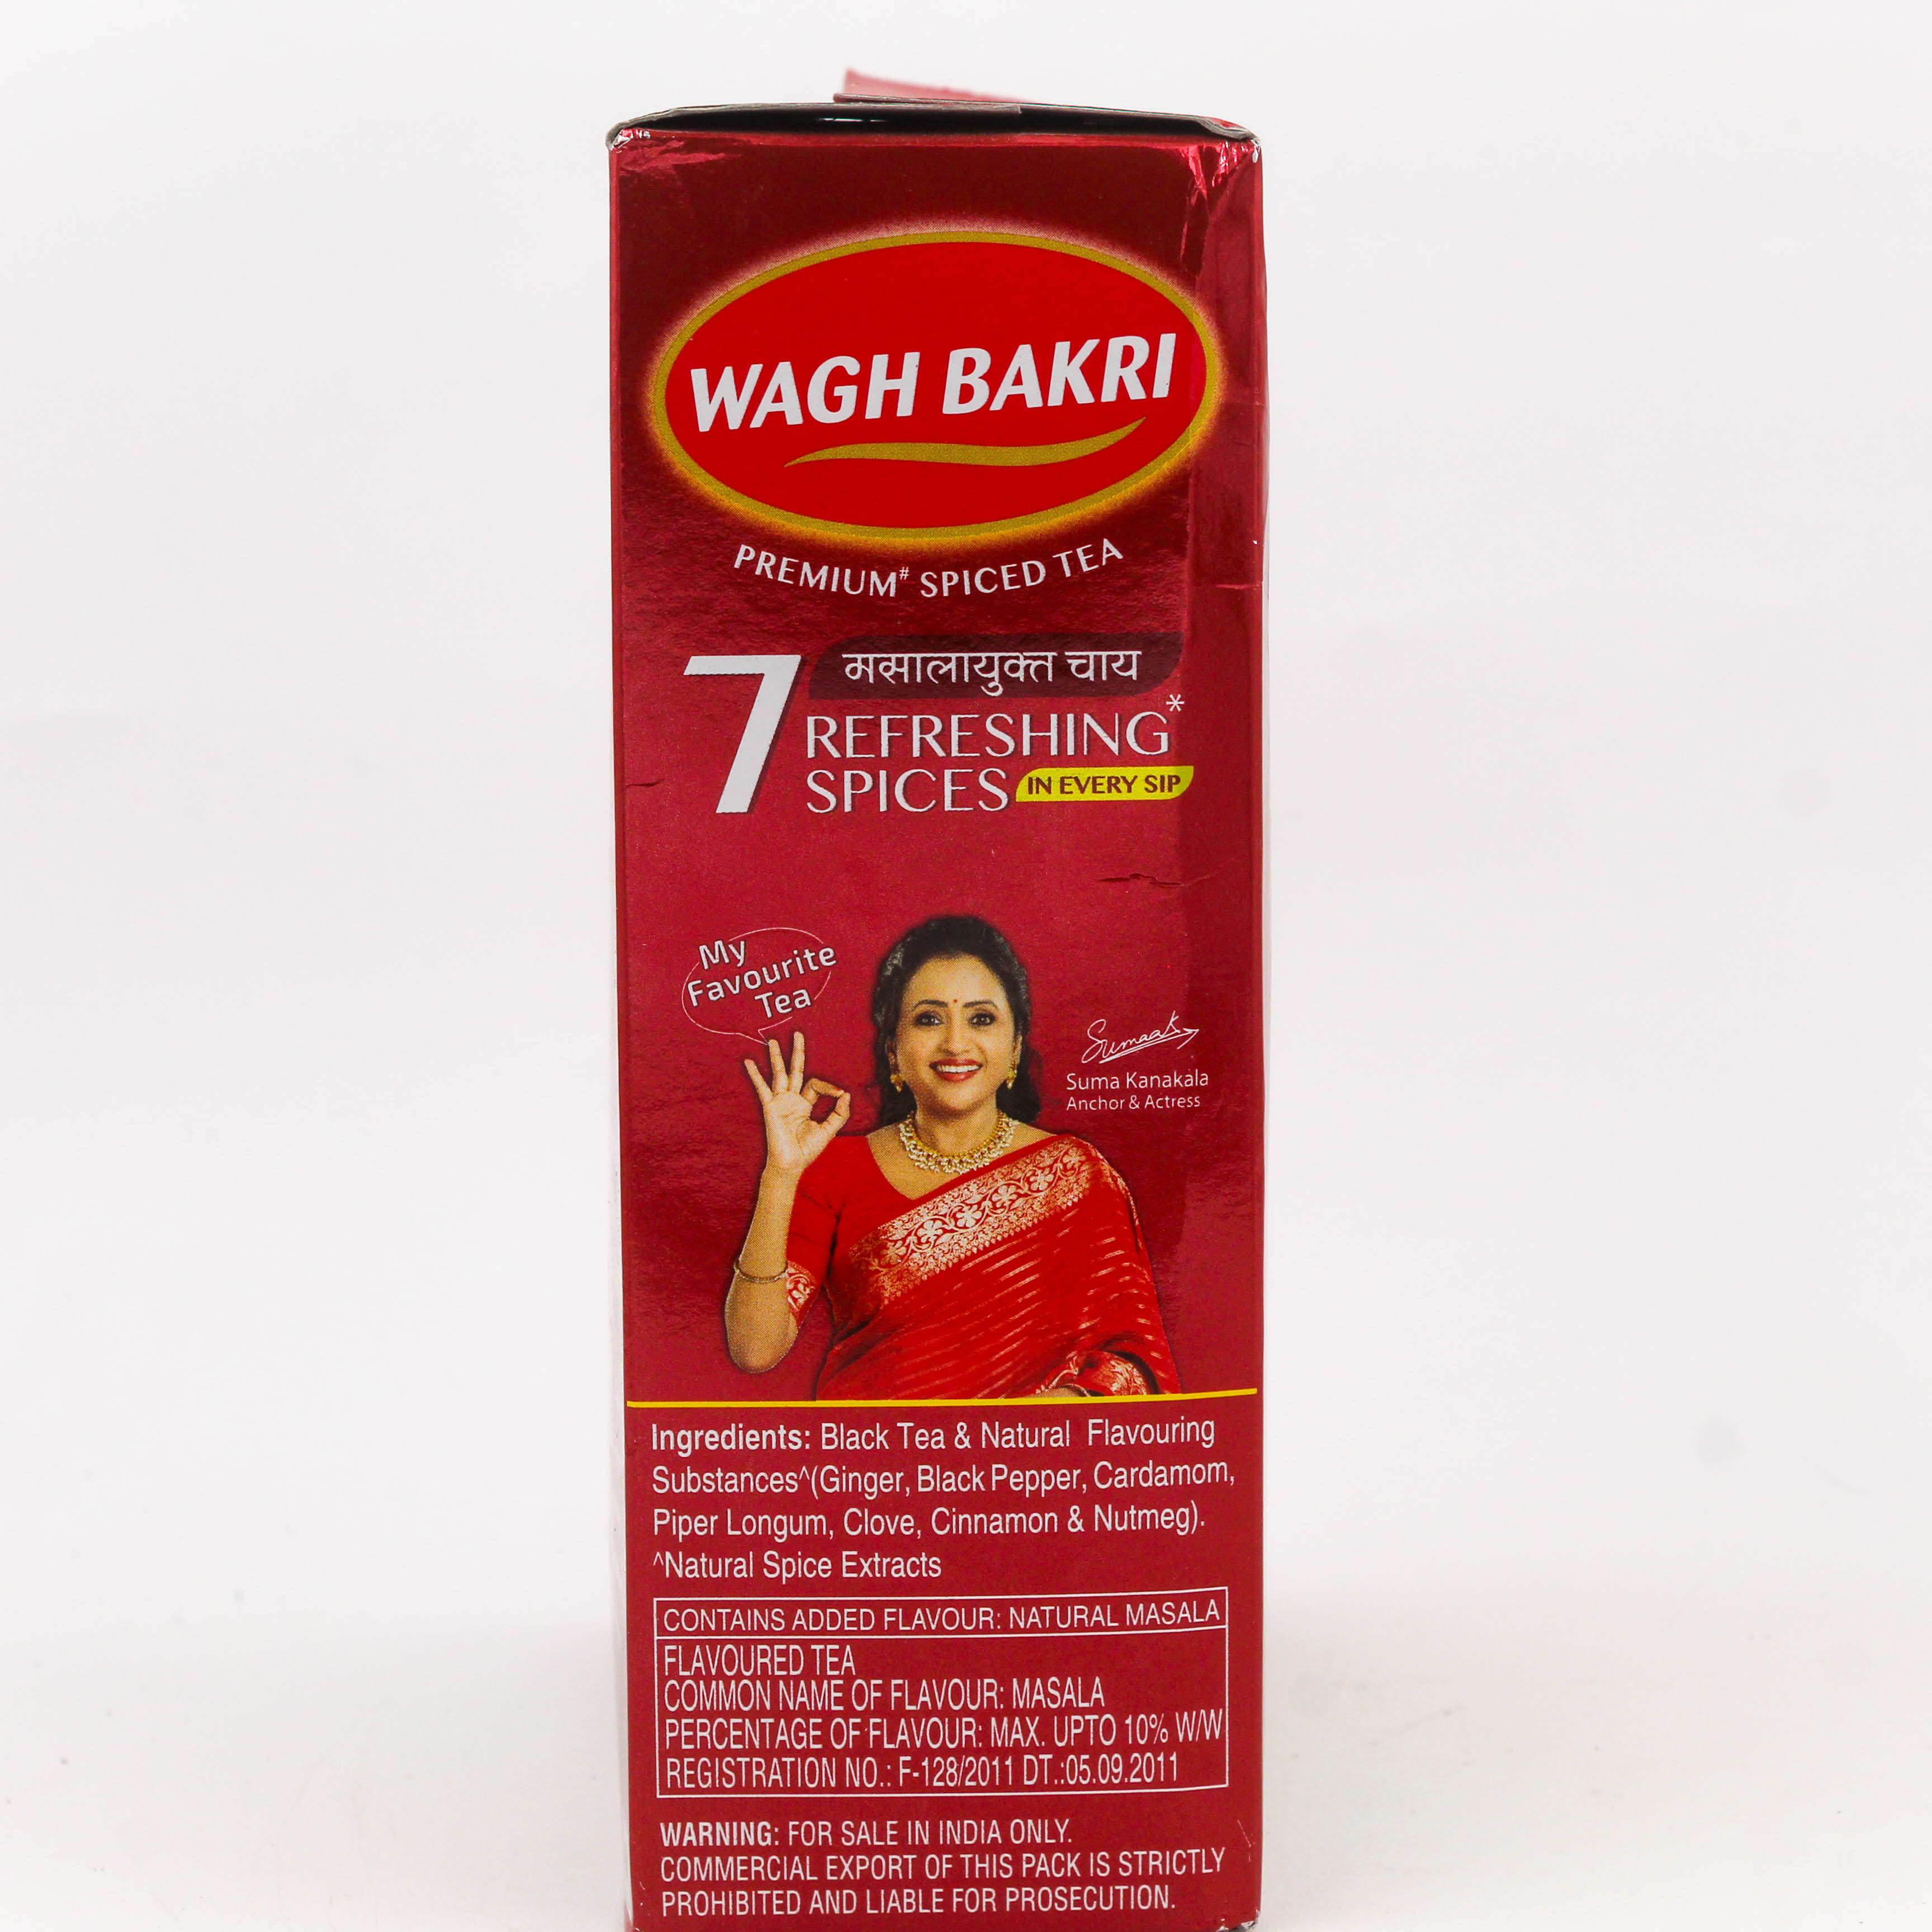 WAGH BAKRI
PREMIUM# SPICED TEA
7
मसालायुक्त चाय
REFRESHING*
SPICES IN EVERY SIP
My
Favourite
Tea
Sumaak
Suma Kanakala
Anchor & Actress
Ingredients: Black Tea & Natural Flavouring
Substances^(Ginger, Black Pepper, Cardamom,
Piper Longum, Clove, Cinnamon & Nutmeg).
^Natural Spice Extracts
CONTAINS ADDED FLAVOUR: NATURAL MASALA
FLAVOURED TEA
COMMON NAME OF FLAVOUR: MASALA
PERCENTAGE OF FLAVOUR: MAX. UPTO 10% W/W
REGISTRATION NO.: F-128/2011 DT.:05.09.2011
WARNING: FOR SALE IN INDIA ONLY.
COMMERCIAL EXPORT OF THIS PACK IS STRICTLY
PROHIBITED AND LIABLE FOR PROSECUTION.